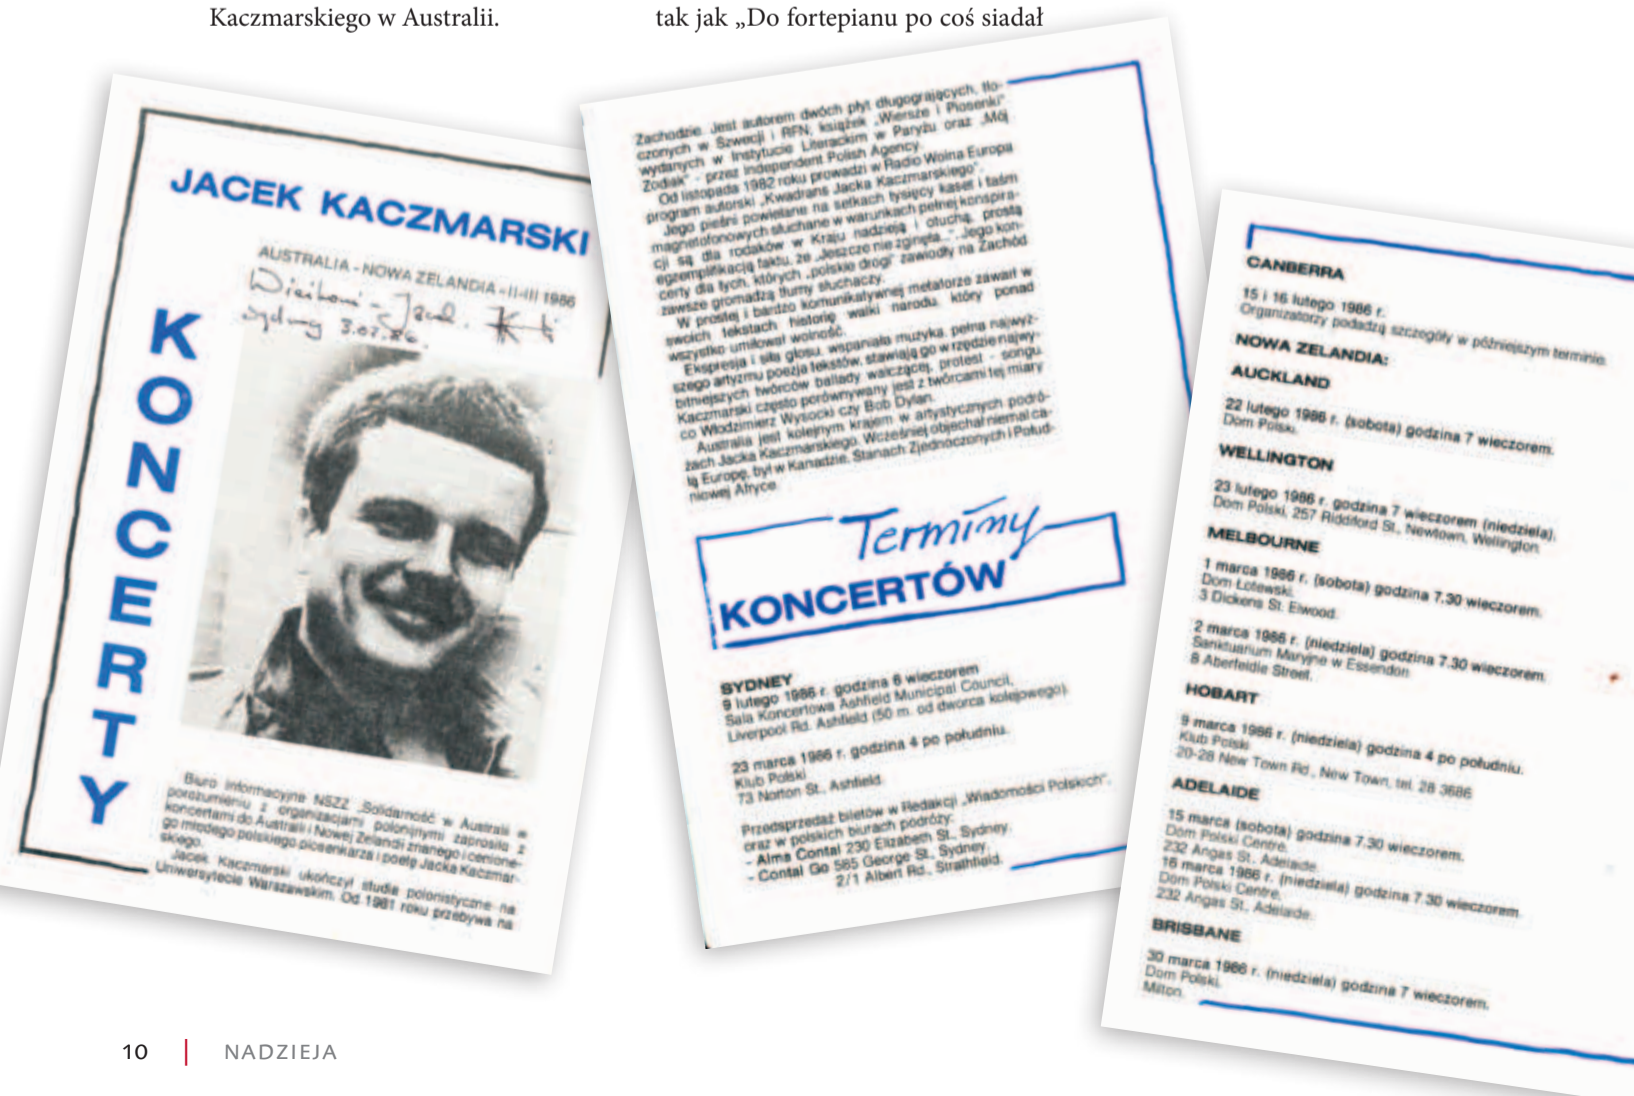 Kaczmarskiego w Australii.
tak jak „Do fortepianu po coś siadał
JACEK KACZMARSKI
AUSTRALIA - NOWA ZELANDIA - II-III 1986
Sydney 3.02.86.
KONCERTY
Biuro Informacyjne NSZZ „Solidarność w Australii w
porozumieniu z organizacjami polonijnymi zaprosiło z
koncertami do Australii i Nowej Zelandii znanego i cenione-
go młodego polskiego piosenkarza i poetę Jacka Kaczmar-
skiego.
Jacek Kaczmarski ukończył studia polonistyczne na
Uniwersytecie Warszawskim. Od 1981 roku przebywa na
Zachodzie. Jest autorem dwóch płyt długogrających, tło-
czonych w Szwecji i RFN, książek „Wiersze i Piosenki"
wydanych w Instytucie Literackim w Paryżu oraz „Mój
Zodiak" - przez Independent Polish Agency.
Od listopada 1982 roku prowadzi w Radio Wolna Europa
program autorski „Kwadrans Jacka Kaczmarskiego".
Jego pieśni powielane na setkach tysięcy kaset i taśm
magnetofonowych słuchane w warunkach pełnej konspira-
cji są dla rodaków w Kraju nadzieją i otuchą, prostą
egzemplifikacją faktu, że „Jeszcze nie zginęła...". Jego kon-
certy dla tych, których „polskie drogi" zawiodły na Zachód
zawsze gromadzą tłumy słuchaczy.
W prostej i bardzo komunikatywnej metaforze zawarł w
swoich tekstach historię walki narodu, który ponad
wszystko umiłował wolność.
Ekspresja i siła głosu, wspaniała muzyka, pełna najwyż-
szego artyzmu poezja tekstów, stawiają go w rzędzie najwy-
bitniejszych twórców ballady walczącej, protest - songu.
Kaczmarski często porównywany jest z twórcami tej miary
co Włodzimierz Wysocki czy Bob Dylan.
Australia jest kolejnym krajem w artystycznych podró-
żach Jacka Kaczmarskiego. Wcześniej objechał niemal ca-
łą Europę, był w Kanadzie, Stanach Zjednoczonych i Połud-
niowej Afryce.
Terminy
KONCERTÓW
SYDNEY
9 lutego 1986 r. godzina 6 wieczorem
Sala Koncertowa Ashfield Municipal Council,
Liverpool Rd. Ashfield (50 m. od dworca kolejowego).
23 marca 1986 r. godzina 4 po południu.
Klub Polski
73 Norton St., Ashfield.
Przedsprzedaż biletów w Redakcji „Wiadomości Polskich",
oraz w polskich biurach podróży:
- Alma Contal 230 Elizabeth St., Sydney,
- Contal Go 585 George St., Sydney,
2/1 Albert Rd., Strathfield.
CANBERRA
15 i 16 lutego 1986 r.
Organizatorzy podadzą szczegóły w późniejszym terminie.
NOWA ZELANDIA:
AUCKLAND
22 lutego 1986 r. (sobota) godzina 7 wieczorem.
Dom Polski.
WELLINGTON
23 lutego 1986 r. godzina 7 wieczorem (niedziela).
Dom Polski, 257 Riddiford St., Newtown, Wellington.
MELBOURNE
1 marca 1986 r. (sobota) godzina 7.30 wieczorem.
Dom Łotewski.
3 Dickens St. Elwood.
2 marca 1986 r. (niedziela) godzina 7.30 wieczorem.
Sanktuarium Maryjne w Essendon.
8 Aberfeldie Street.
HOBART
9 marca 1986 r. (niedziela) godzina 4 po południu.
Klub Polski
20-28 New Town Rd., New Town, tel. 28 3686
ADELAIDE
15 marca (sobota) godzina 7.30 wieczorem.
Dom Polski Centre,
232 Angas St., Adelaide.
16 marca 1986 r. (niedziela) godzina 7.30 wieczorem.
Dom Polski Centre,
232 Angas St., Adelaide.
BRISBANE
30 marca 1986 r. (niedziela) godzina 7 wieczorem.
Dom Polski.
Milton.
10 | NADZIEJA